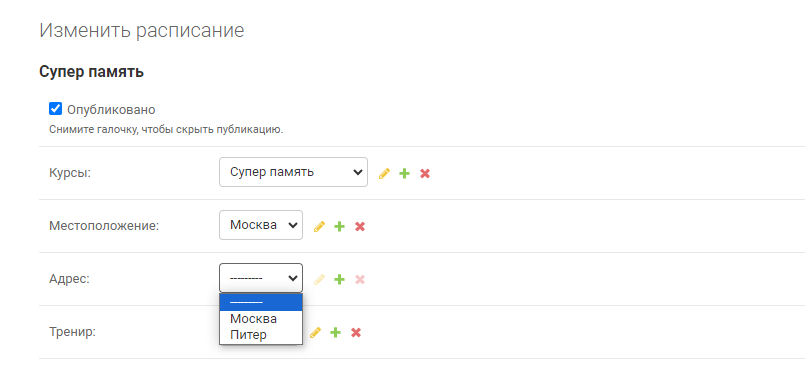 Изменить расписание
Супер память
Опубликовано
Снимите галочку, чтобы скрыть публикацию.
Курсы: Супер память
Местоположение: Москва
Адрес: ---------
---------
Москва
Питер
Тренир: